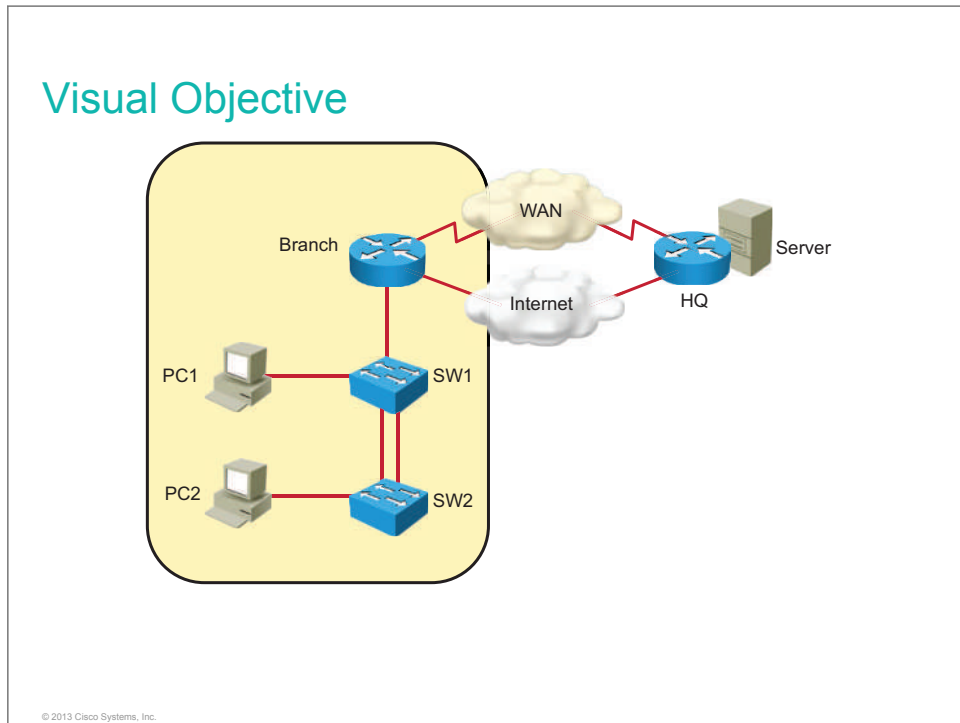 Visual Objective
WAN
Branch
Server
Internet
HQ
PC1
SW1
PC2
SW2
© 2013 Cisco Systems, Inc.